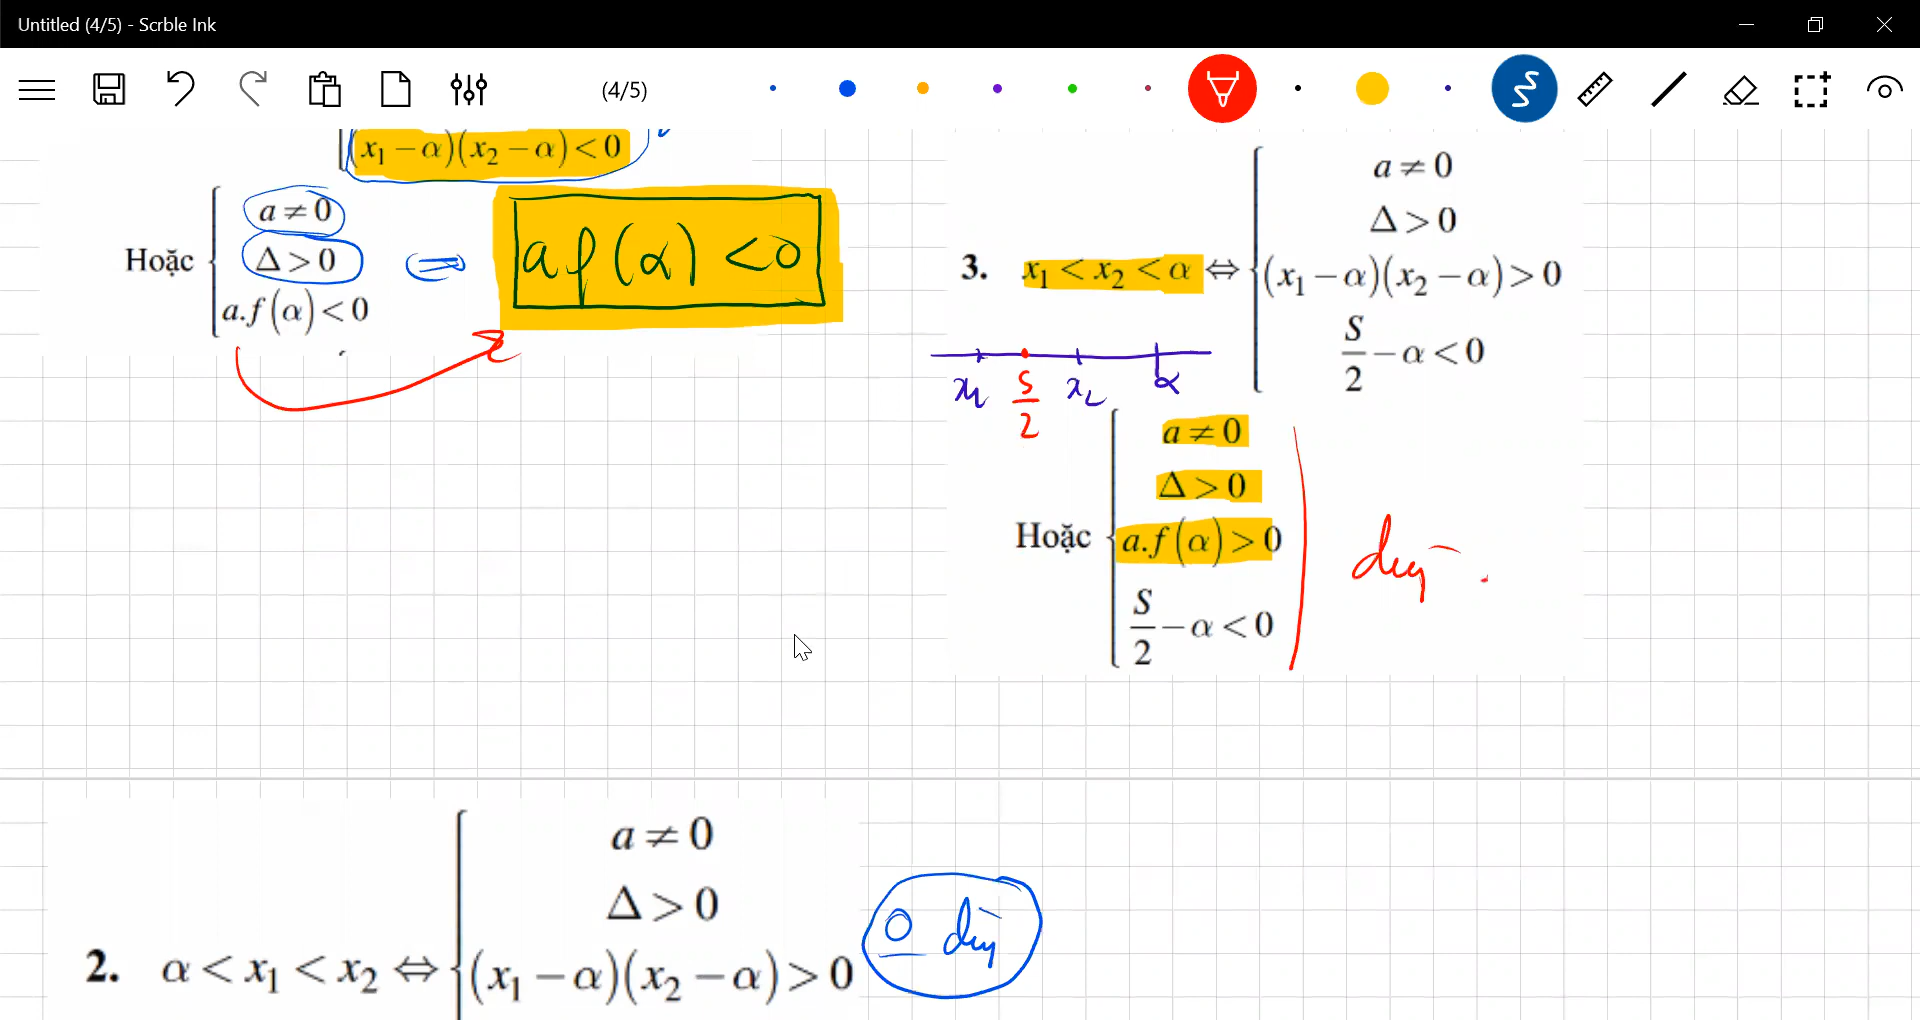 Untitled (4/5) - Scrble Ink
(4/5)
(x₁ − α)(x₂ − α) < 0
Hoặc
a ≠ 0
Δ > 0
a.f(α) < 0
⇔ af(α) < 0
3. x₁ < x₂ < α ⇔
a ≠ 0
Δ > 0
(x₁ − α)(x₂ − α) > 0
S/2 − α < 0
x₁ S/2 x₂ α
Hoặc
a ≠ 0
Δ > 0
a.f(α) > 0
S/2 − α < 0
2. α < x₁ < x₂ ⇔
a ≠ 0
Δ > 0
(x₁ − α)(x₂ − α) > 0